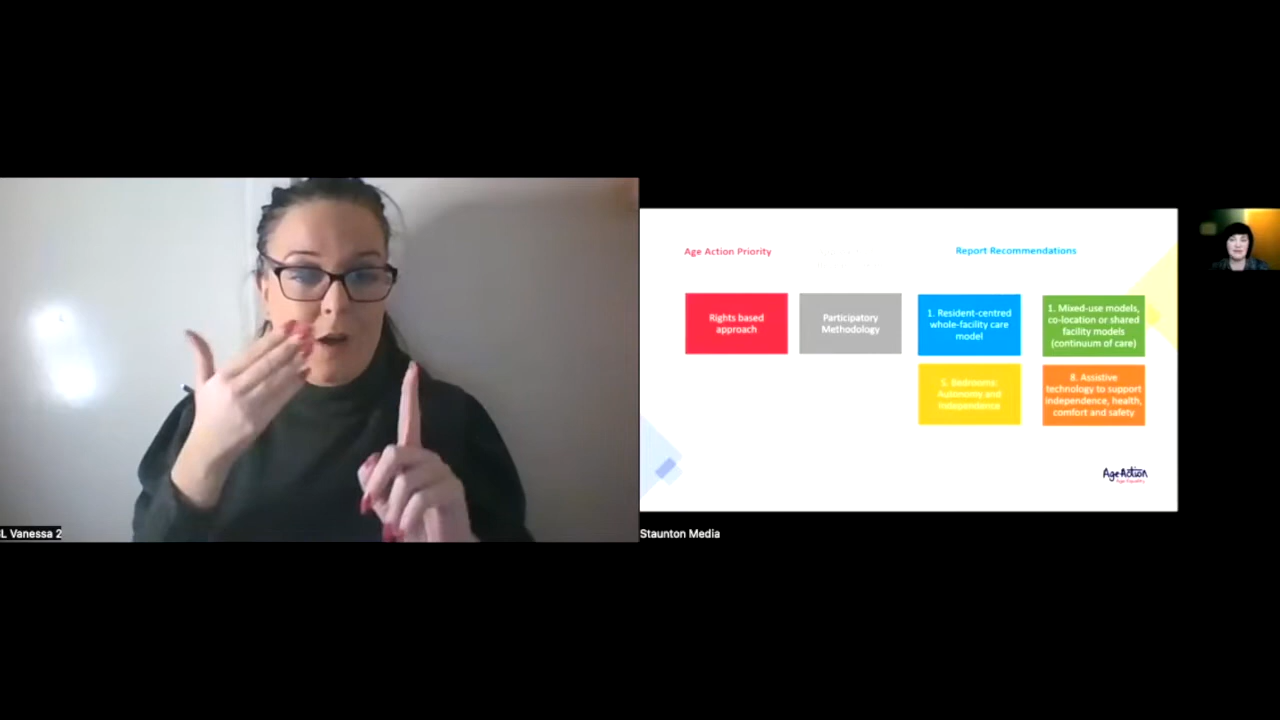 Age Action Priority
Report Recommendations
Rights based
approach
Participatory
Methodology
1. Resident-centred
whole-facility care
model
1. Mixed-use models,
co-location or shared
facility models
(continuum of care)
5. Bedrooms:
Autonomy and
Independence
8. Assistive
technology to support
independence, health,
comfort and safety
AgeAction
Age Equality
L Vanessa 2
Staunton Media